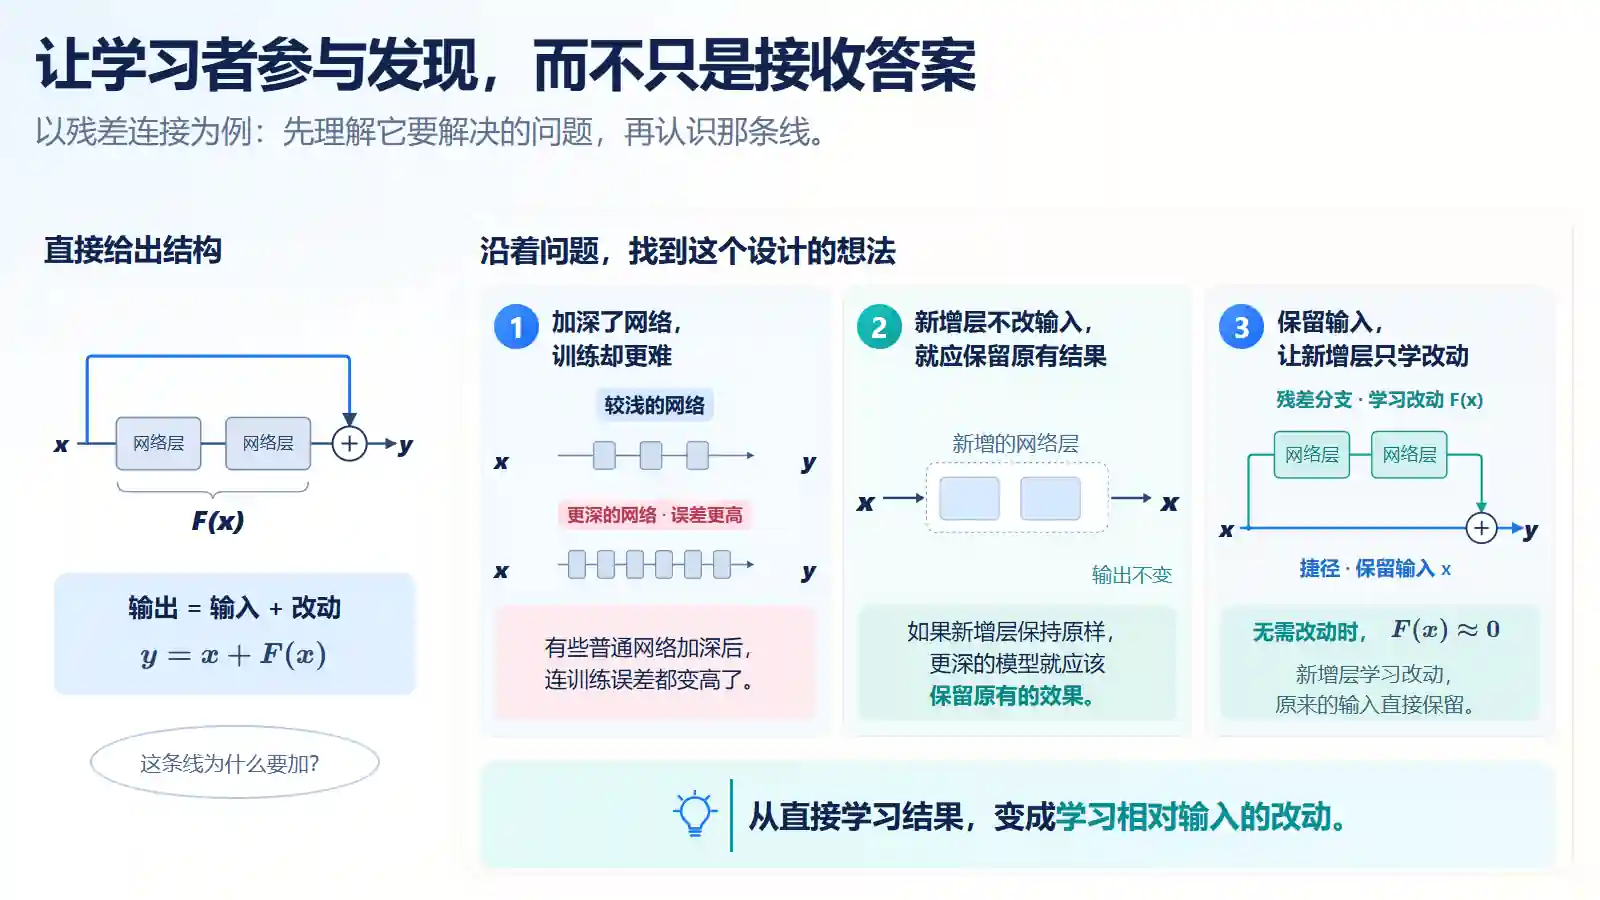 让学习者参与发现，而不只是接收答案
以残差连接为例：先理解它要解决的问题，再认识那条线。
直接给出结构
x
网络层
网络层
+
y
F(x)
输出 = 输入 + 改动
y = x + F(x)
这条线为什么要加？
沿着问题，找到这个设计的想法
1
加深了网络，
训练却更难
较浅的网络
x
y
更深的网络 · 误差更高
x
y
有些普通网络加深后，
连训练误差都变高了。
2
新增层不改输入，
就应保留原有结果
新增的网络层
x
x
输出不变
如果新增层保持原样，
更深的模型就应该
保留原有的效果。
3
保留输入，
让新增层只学改动
残差分支 · 学习改动 F(x)
网络层
网络层
x
+
y
捷径 · 保留输入 x
无需改动时， F(x) ≈ 0
新增层学习改动，
原来的输入直接保留。
从直接学习结果，变成学习相对输入的改动。